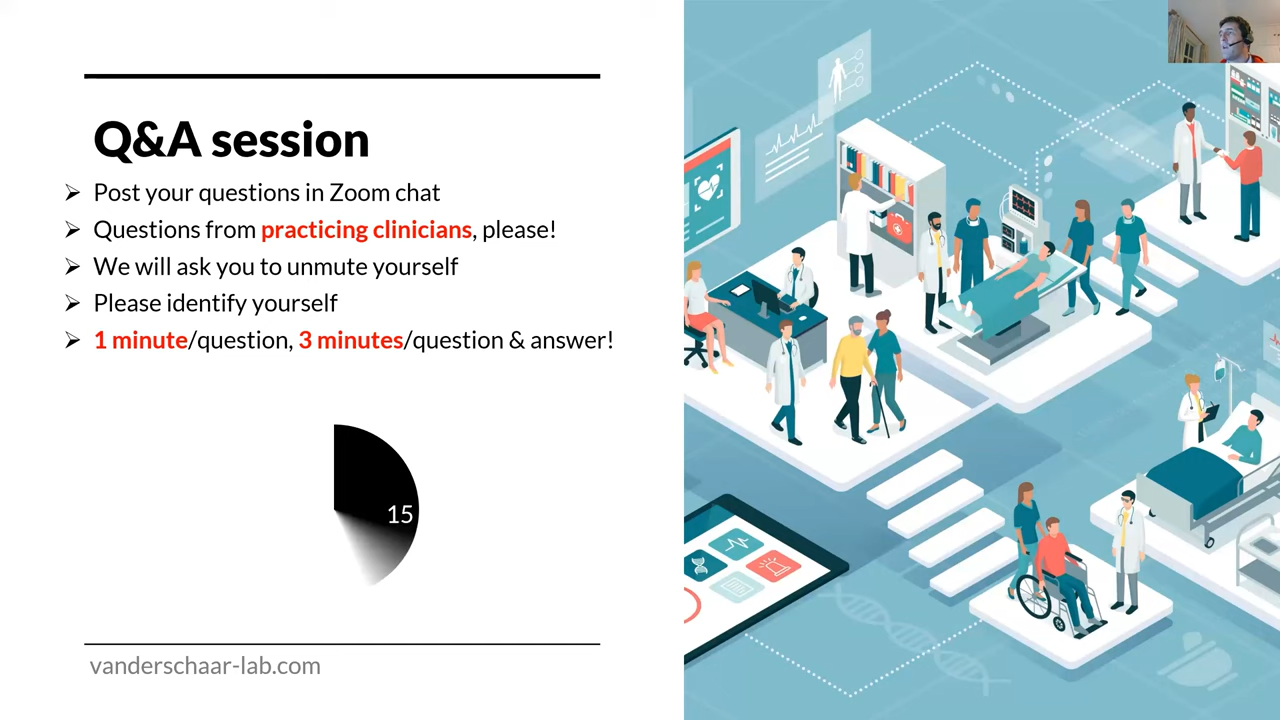 Q&A session
➢ Post your questions in Zoom chat
➢ Questions from practicing clinicians, please!
➢ We will ask you to unmute yourself
➢ Please identify yourself
➢ 1 minute/question, 3 minutes/question & answer!
15
vanderschaar-lab.com